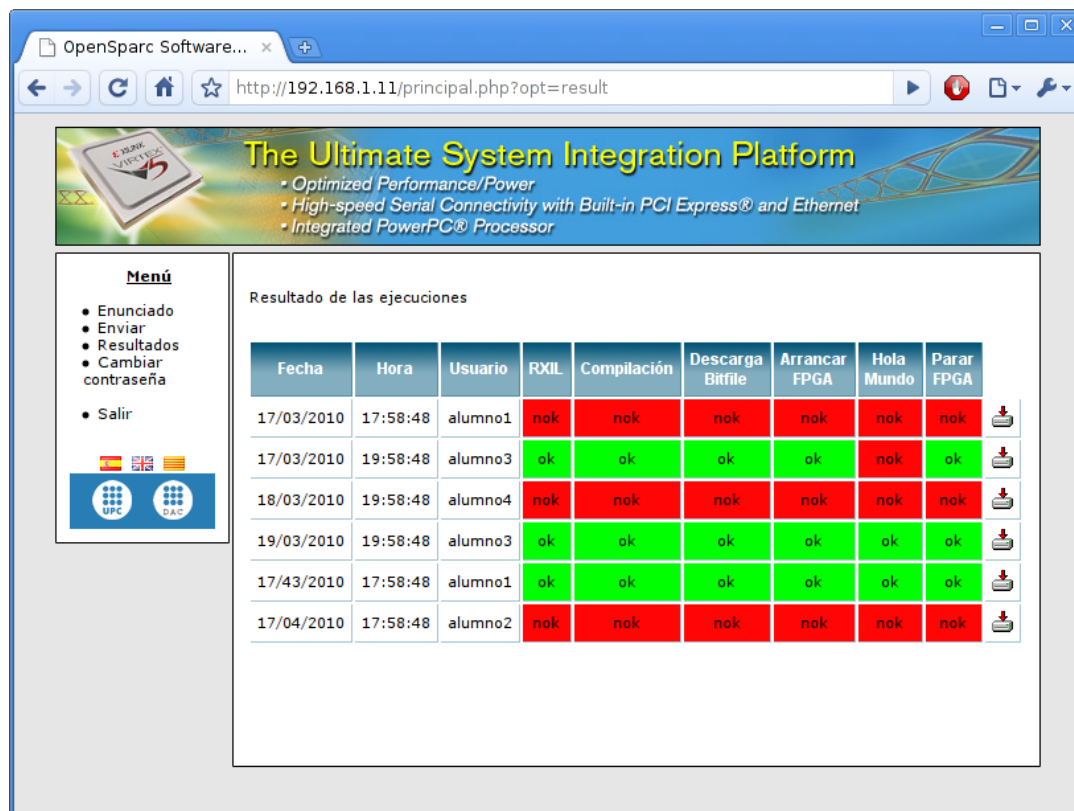 OpenSparc Software...
http://192.168.1.11/principal.php?opt=result
XILINX
VIRTEX
5
The Ultimate System Integration Platform
• Optimized Performance/Power
• High-speed Serial Connectivity with Built-in PCI Express® and Ethernet
• Integrated PowerPC® Processor
Menú
• Enunciado
• Enviar
• Resultados
• Cambiar
contraseña
• Salir
UPC
DAC
Resultado de las ejecuciones
Fecha Hora Usuario RXIL Compilación Descarga Bitfile Arrancar FPGA Hola Mundo Parar FPGA
17/03/2010 17:58:48 alumno1 nok nok nok nok nok nok
17/03/2010 19:58:48 alumno3 ok ok ok ok nok ok
18/03/2010 19:58:48 alumno4 nok nok nok nok nok nok
19/03/2010 19:58:48 alumno3 ok ok ok ok ok ok
17/43/2010 17:58:48 alumno1 ok ok ok ok ok ok
17/04/2010 17:58:48 alumno2 nok nok nok nok nok nok